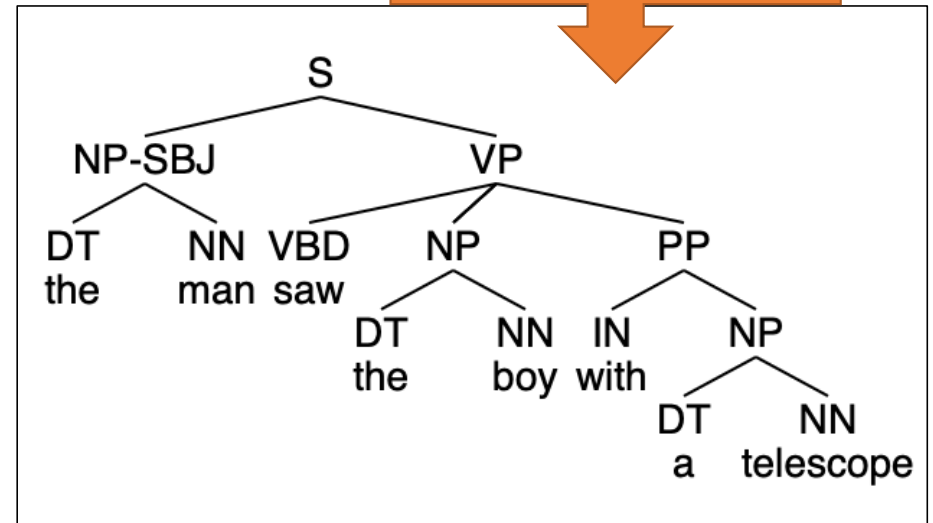 S
NP-SBJ VP
DT NN VBD NP PP
the man saw
DT NN IN NP
the boy with
DT NN
a telescope